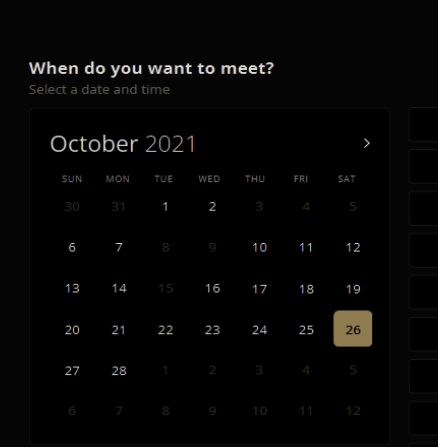 When do you want to meet?
Select a date and time
October 2021
SUN MON TUE WED THU FRI SAT
30 31 1 2 3 4 5
6 7 8 9 10 11 12
13 14 15 16 17 18 19
20 21 22 23 24 25 26
27 28 1 2 3 4 5
6 7 8 9 10 11 12